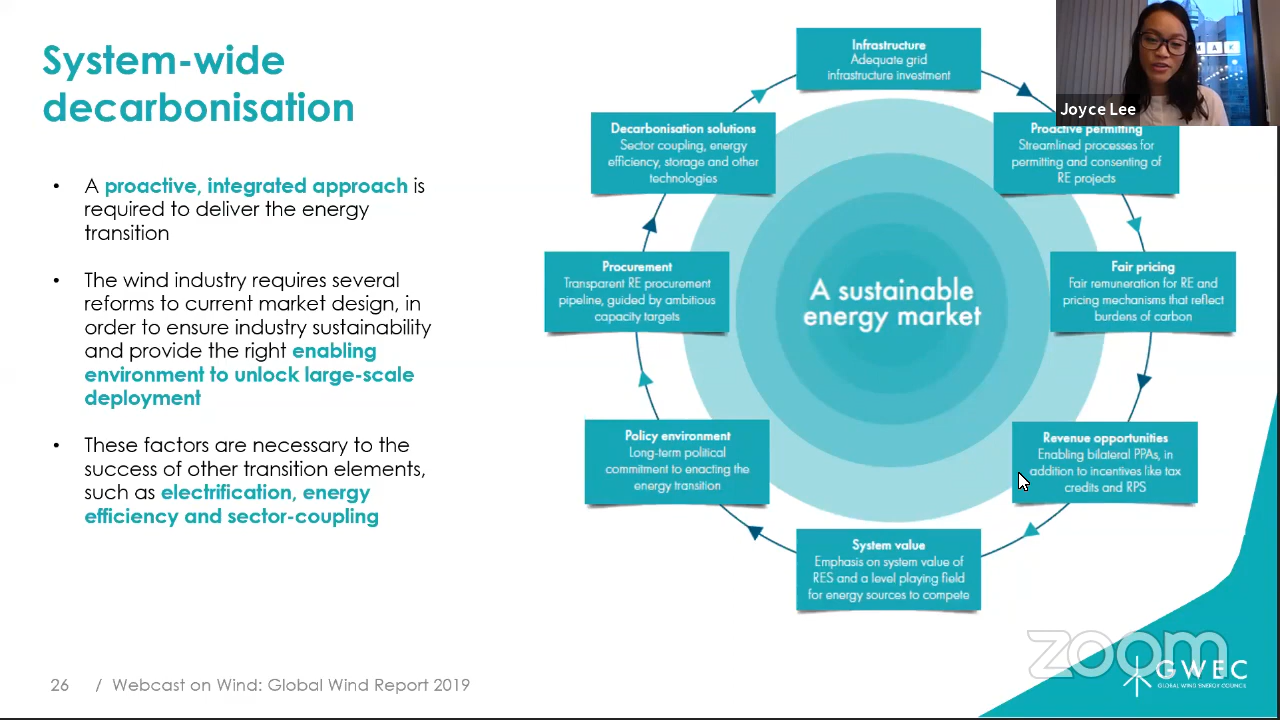 System-wide
decarbonisation
• A proactive, integrated approach is
required to deliver the energy
transition
• The wind industry requires several
reforms to current market design, in
order to ensure industry sustainability
and provide the right enabling
environment to unlock large-scale
deployment
• These factors are necessary to the
success of other transition elements,
such as electrification, energy
efficiency and sector-coupling
Infrastructure
Adequate grid
infrastructure investment
Proactive permitting
Streamlined processes for
permitting and consenting of
RE projects
Fair pricing
Fair remuneration for RE and
pricing mechanisms that reflect
burdens of carbon
Revenue opportunities
Enabling bilateral PPAs, in
addition to incentives like tax
credits and RPS
System value
Emphasis on system value of
RES and a level playing field
for energy sources to compete
Policy environment
Long-term political
commitment to enacting the
energy transition
Procurement
Transparent RE procurement
pipeline, guided by ambitious
capacity targets
Decarbonisation solutions
Sector coupling, energy
efficiency, storage and other
technologies
A sustainable
energy market
Joyce Lee
26 / Webcast on Wind: Global Wind Report 2019
zoom
GWEC
GLOBAL WIND ENERGY COUNCIL